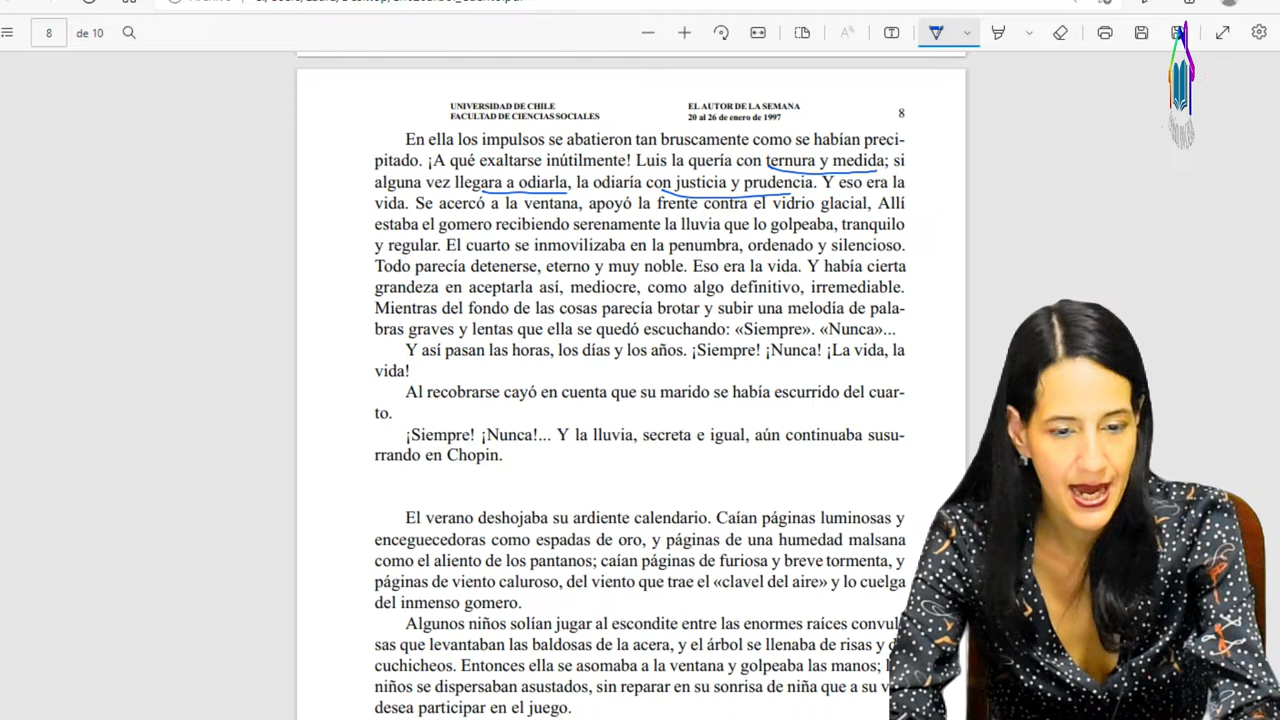 8 de 10
UNIVERSIDAD DE CHILE EL AUTOR DE LA SEMANA 8
FACULTAD DE CIENCIAS SOCIALES 20 al 26 de enero de 1997
En ella los impulsos se abatieron tan bruscamente como se habían preci-
pitado. ¡A qué exaltarse inútilmente! Luis la quería con ternura y medida; si
alguna vez llegara a odiarla, la odiaría con justicia y prudencia. Y eso era la
vida. Se acercó a la ventana, apoyó la frente contra el vidrio glacial, Allí
estaba el gomero recibiendo serenamente la lluvia que lo golpeaba, tranquilo
y regular. El cuarto se inmovilizaba en la penumbra, ordenado y silencioso.
Todo parecía detenerse, eterno y muy noble. Eso era la vida. Y había cierta
grandeza en aceptarla así, mediocre, como algo definitivo, irremediable.
Mientras del fondo de las cosas parecía brotar y subir una melodía de pala-
bras graves y lentas que ella se quedó escuchando: «Siempre». «Nunca»...
Y así pasan las horas, los días y los años. ¡Siempre! ¡Nunca! ¡La vida, la
vida!
Al recobrarse cayó en cuenta que su marido se había escurrido del cuar-
to.
¡Siempre! ¡Nunca!... Y la lluvia, secreta e igual, aún continuaba susu-
rrando en Chopin.
El verano deshojaba su ardiente calendario. Caían páginas luminosas y
enceguecedoras como espadas de oro, y páginas de una humedad malsana
como el aliento de los pantanos; caían páginas de furiosa y breve tormenta, y
páginas de viento caluroso, del viento que trae el «clavel del aire» y lo cuelga
del inmenso gomero.
Algunos niños solían jugar al escondite entre las enormes raíces convul
sas que levantaban las baldosas de la acera, y el árbol se llenaba de risas y
cuchicheos. Entonces ella se asomaba a la ventana y golpeaba las manos;
niños se dispersaban asustados, sin reparar en su sonrisa de niña que a su
desea participar en el juego.